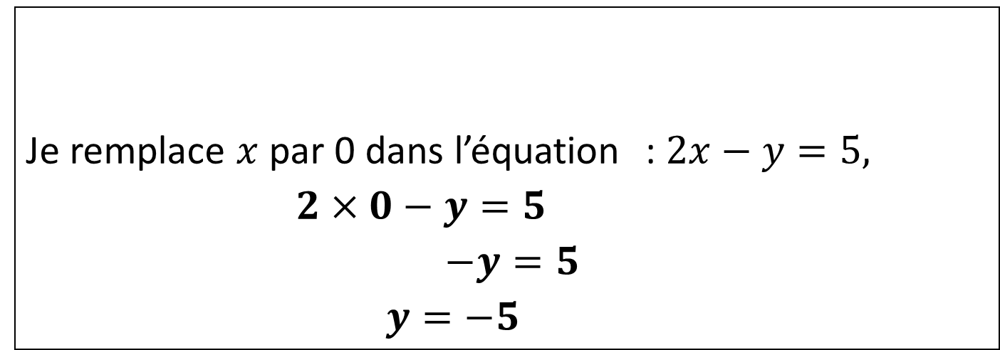 Je remplace 𝑥 par 0 dans l’équation : 2𝑥 − 𝑦 = 5,
𝟐 × 𝟎 − 𝒚 = 𝟓
−𝒚 = 𝟓
𝒚 = −𝟓